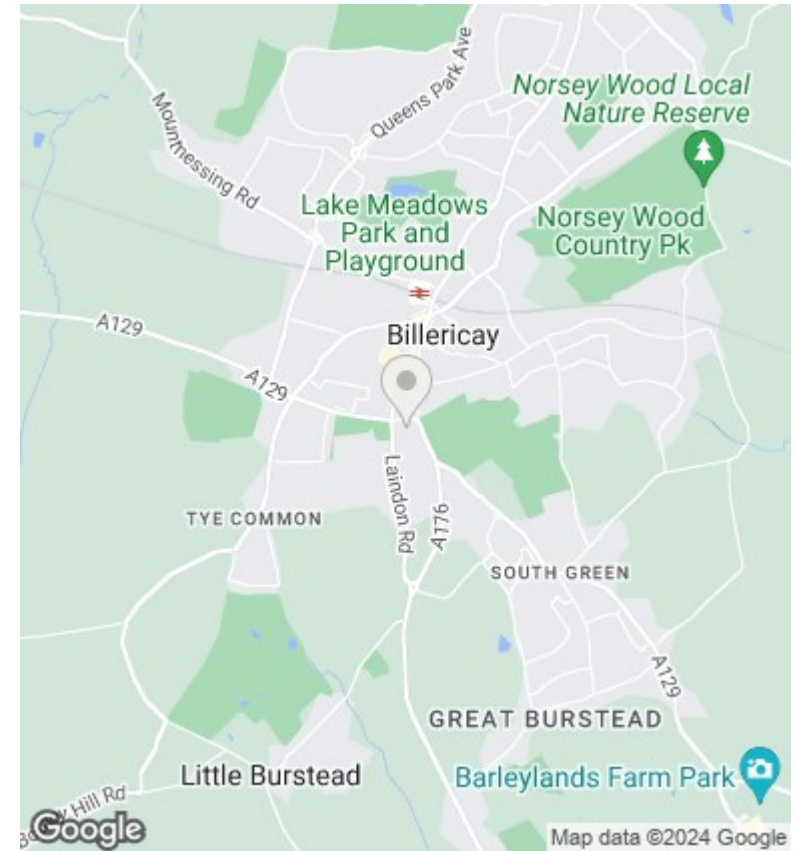 Queens Park Ave
Norsey Wood Local
Nature Reserve
Mountnessing Rd
Lake Meadows
Park and
Playground
Norsey Wood
Country Pk
A129
Billericay
A129
Laindon Rd
A176
TYE COMMON
SOUTH GREEN
A129
GREAT BURSTEAD
Little Burstead
Barleylands Farm Park
Hill Rd
Google
Map data ©2024 Google